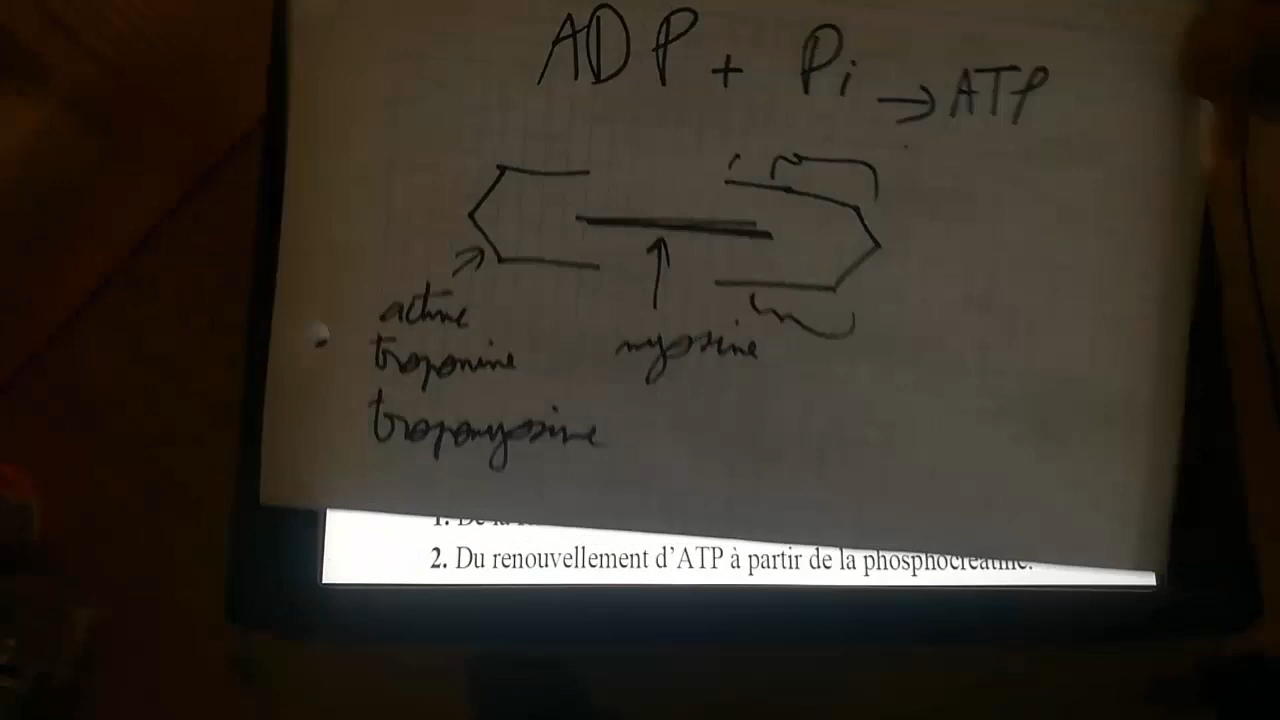 ADP + Pi → ATP
actine
troponine
tropomyosine
myosine
2. Du renouvellement d'ATP à partir de la phosphocréatine.